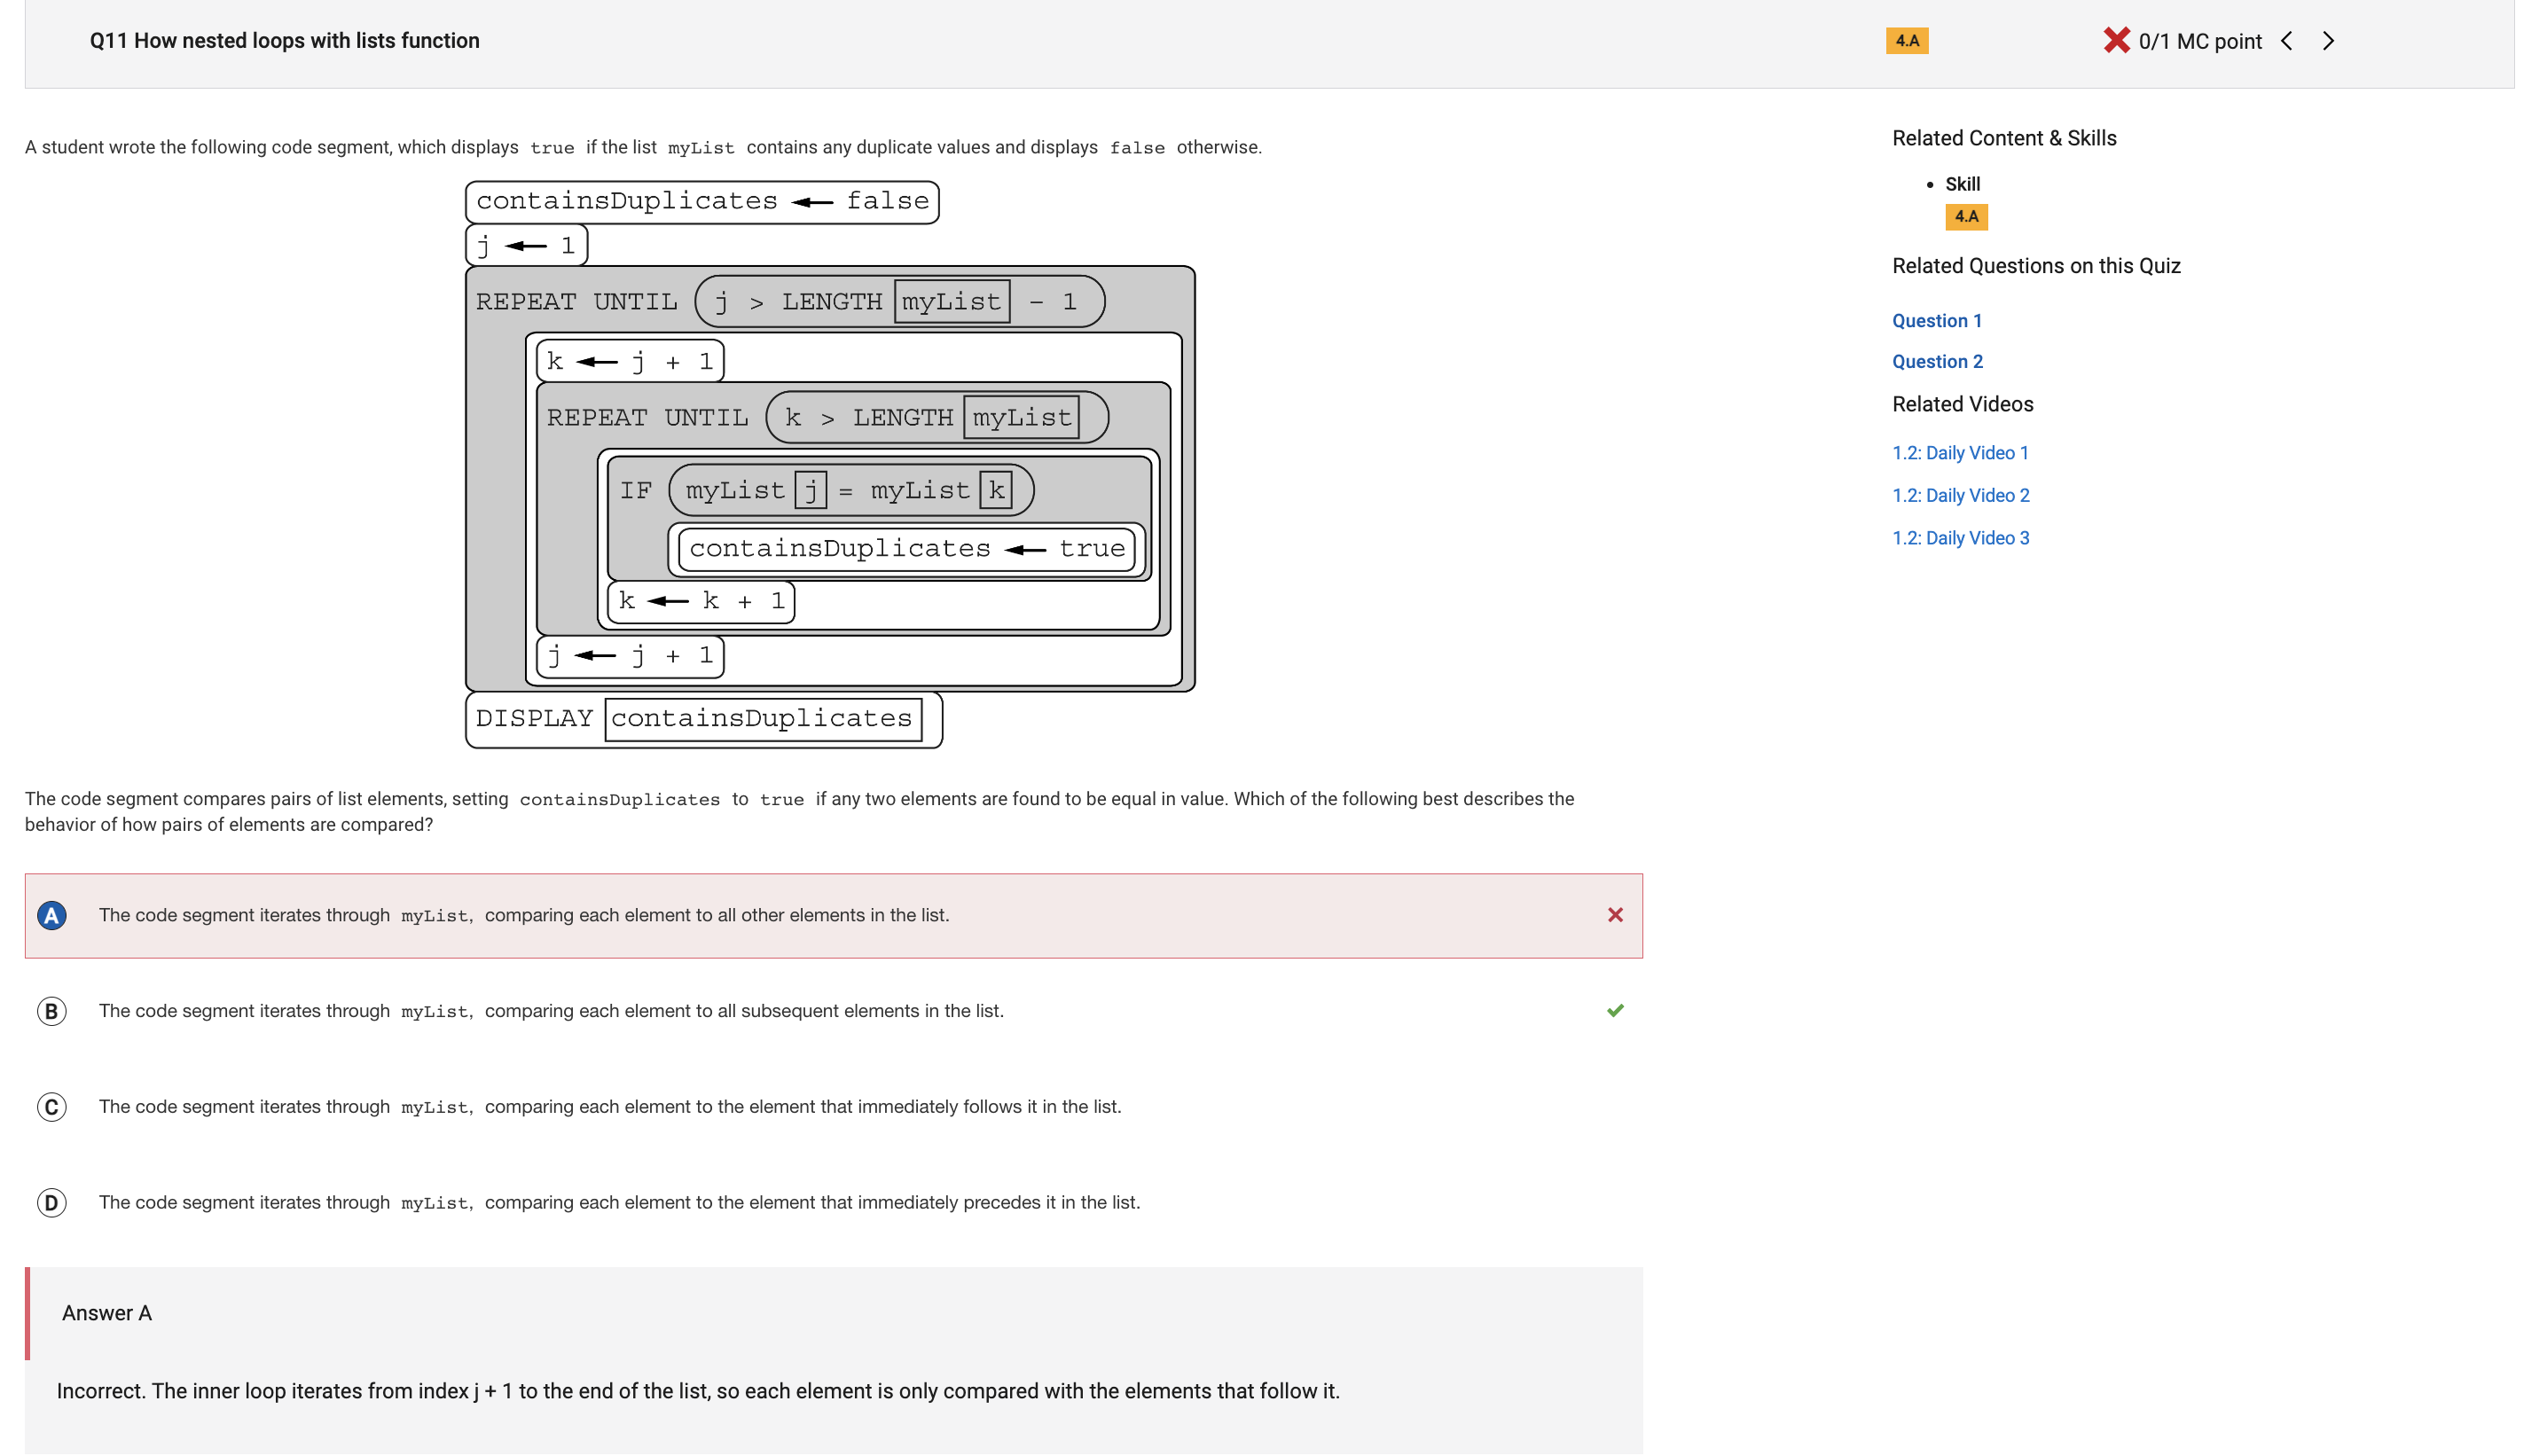 Q11 How nested loops with lists function
4.A
0/1 MC point
A student wrote the following code segment, which displays true if the list myList contains any duplicate values and displays false otherwise.
containsDuplicates ← false
j ← 1
REPEAT UNTIL j > LENGTH myList - 1
k ← j + 1
REPEAT UNTIL k > LENGTH myList
IF myList j = myList k
containsDuplicates ← true
k ← k + 1
j ← j + 1
DISPLAY containsDuplicates
The code segment compares pairs of list elements, setting containsDuplicates to true if any two elements are found to be equal in value. Which of the following best describes the
behavior of how pairs of elements are compared?
A The code segment iterates through myList, comparing each element to all other elements in the list.
B The code segment iterates through myList, comparing each element to all subsequent elements in the list.
C The code segment iterates through myList, comparing each element to the element that immediately follows it in the list.
D The code segment iterates through myList, comparing each element to the element that immediately precedes it in the list.
Answer A
Incorrect. The inner loop iterates from index j + 1 to the end of the list, so each element is only compared with the elements that follow it.
Related Content & Skills
• Skill
4.A
Related Questions on this Quiz
Question 1
Question 2
Related Videos
1.2: Daily Video 1
1.2: Daily Video 2
1.2: Daily Video 3